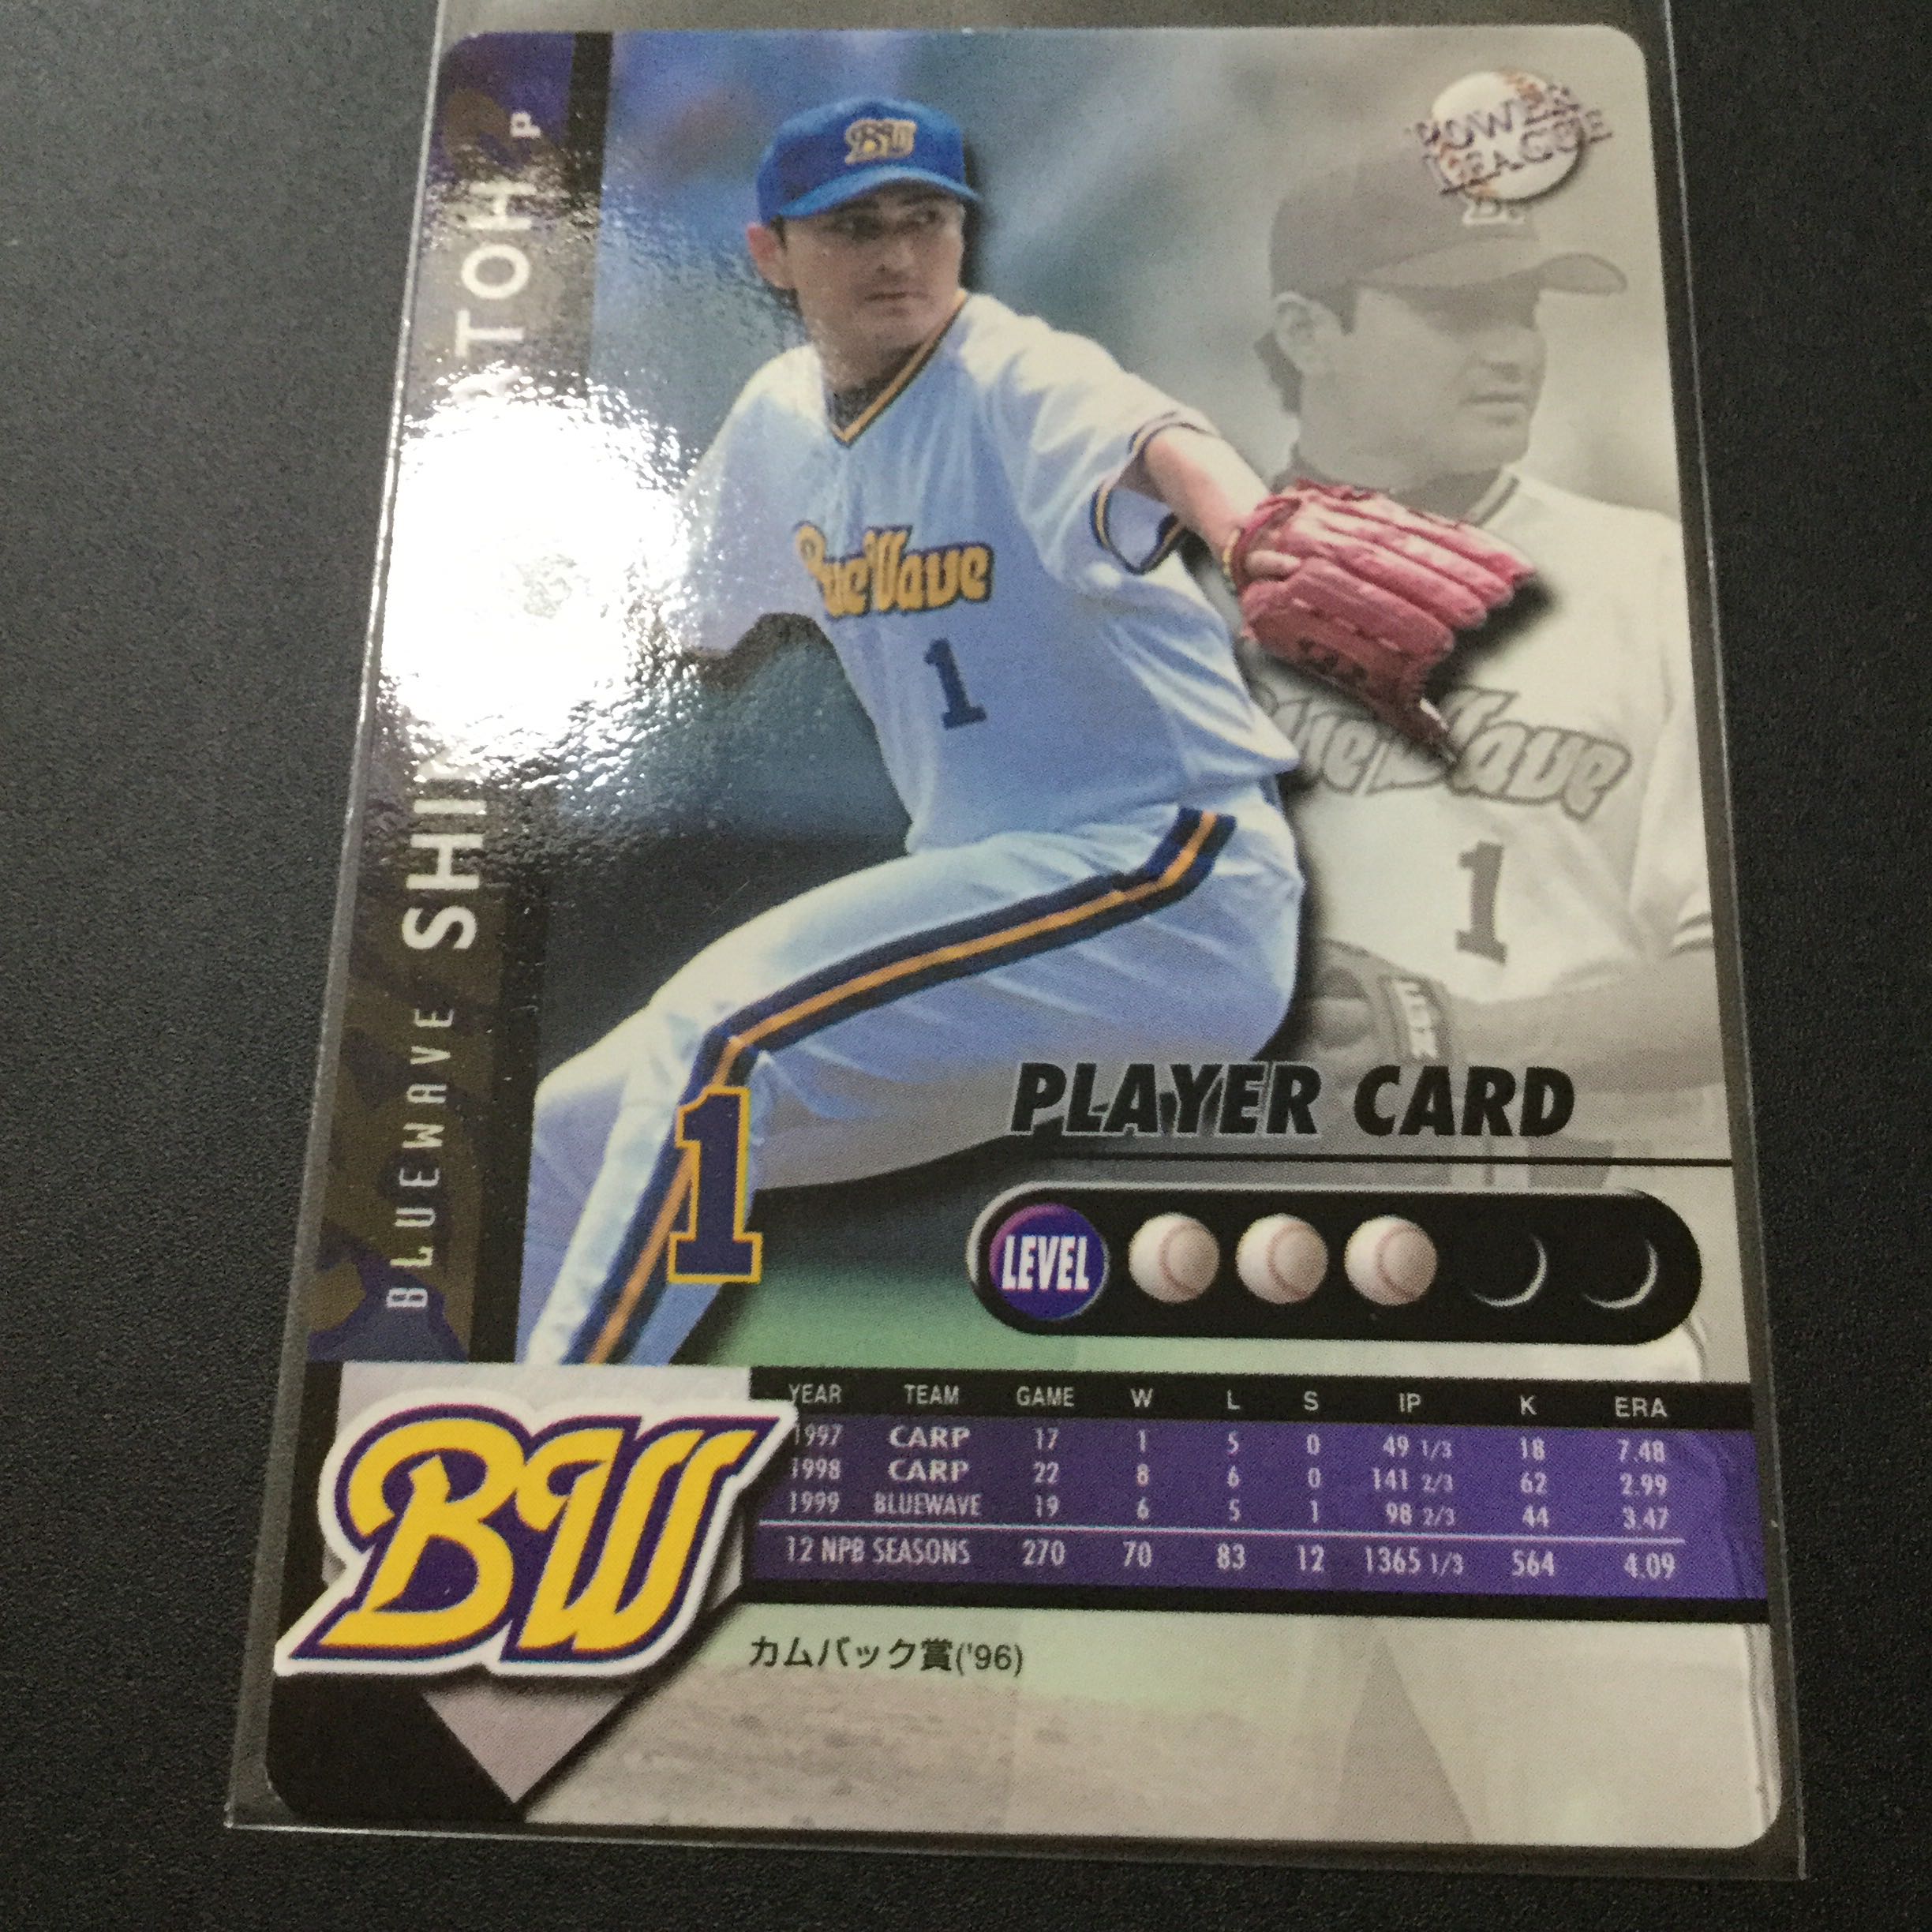 POWER
LEAGUE
BW
BlueWave
1
BlueWave
1
ZETT
BLUEWAVE
P
1
PLAYER CARD
LEVEL
BW
YEAR TEAM GAME W L S IP K ERA
1997 CARP 17 1 5 0 49 1/3 18 7.48
1998 CARP 22 8 6 0 141 2/3 62 2.99
1999 BLUEWAVE 19 6 5 1 98 2/3 44 3.47
12 NPB SEASONS 270 70 83 12 1365 1/3 564 4.09
カムバック賞('96)